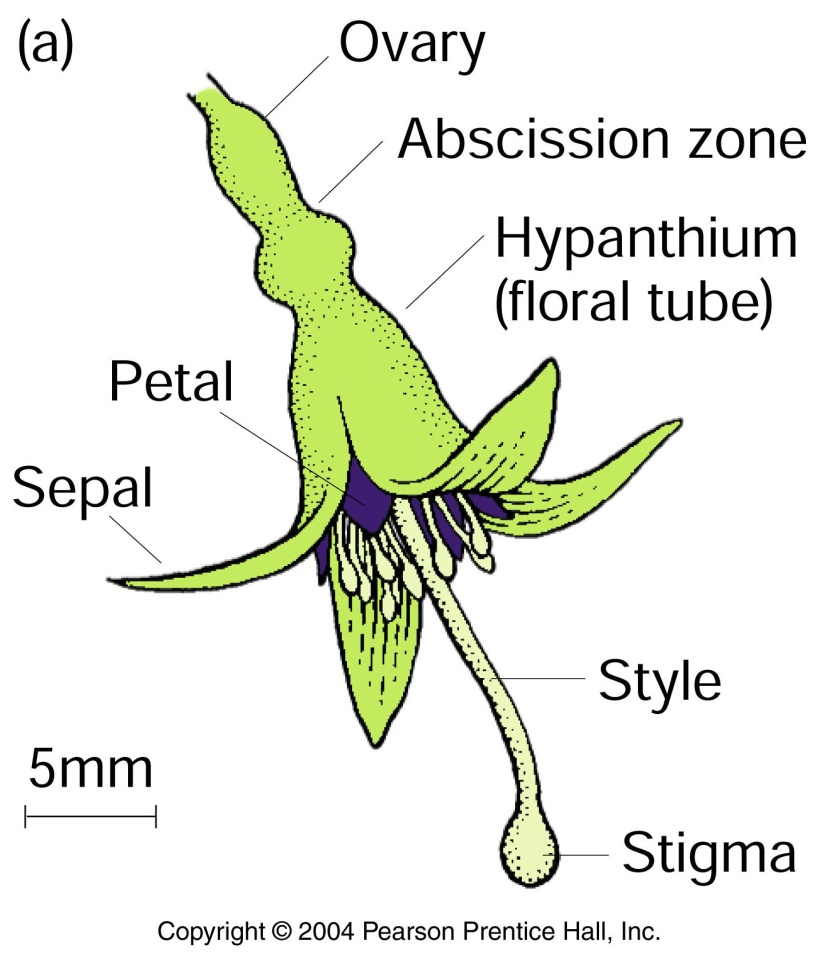 (a)
Ovary
Abscission zone
Hypanthium
(floral tube)
Petal
Sepal
Style
5mm
Stigma
Copyright © 2004 Pearson Prentice Hall, Inc.